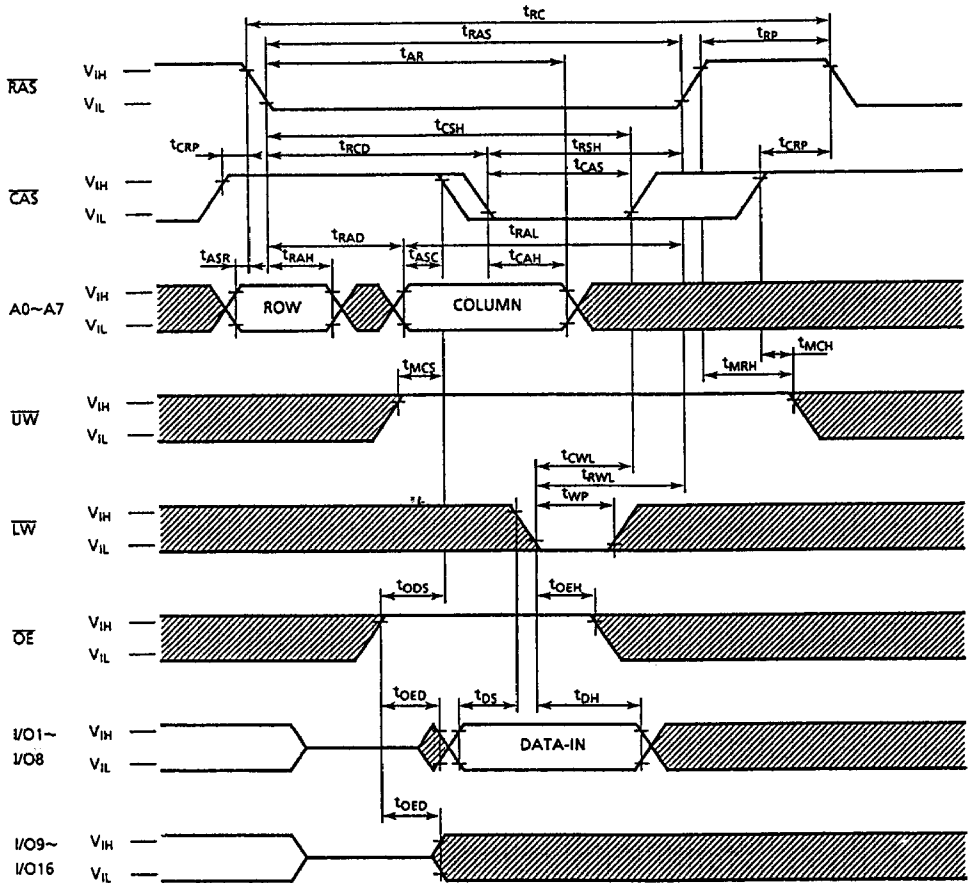 tRC
tRAS
tRP
tAR
RAS
VIH
VIL
tCSH
tCRP
tRCD
tRSH
tCRP
tCAS
CAS
VIH
VIL
tRAD
tRAL
tASR
tRAH
tASC
tCAH
A0~A7
VIH
VIL
ROW
COLUMN
tMCH
tMCS
tMRH
UW
VIH
VIL
tCWL
tRWL
tWP
LW
VIH
VIL
tODS
tOEH
OE
VIH
VIL
tOED
tDS
tDH
I/O1~
I/O8
VIH
VIL
DATA-IN
tOED
I/O9~
I/O16
VIH
VIL